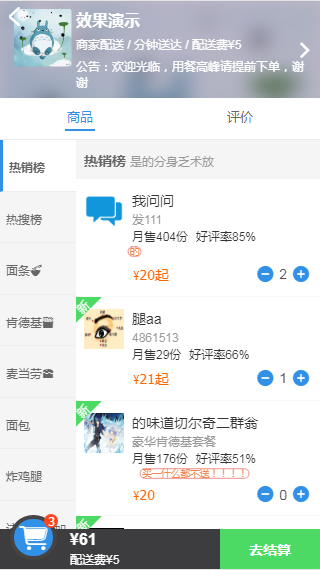 效果演示
商家配送 / 分钟送达 / 配送费¥5
公告：欢迎光临，用餐高峰请提前下单，谢
谢
商品
评价
热销榜
热搜榜
面条
肯德基
麦当劳
面包
炸鸡腿
热销榜 是的分身乏术放
我问问
发111
月售404份 好评率85%
的
¥20起
2
新
腿aa
4861513
月售29份 好评率66%
¥21起
1
新
的味道切尔奇二群翁
豪华肯德基套餐
月售176份 好评率51%
买一什么都不送！！！！
¥20
0
新
3
¥61
配送费¥5
去结算